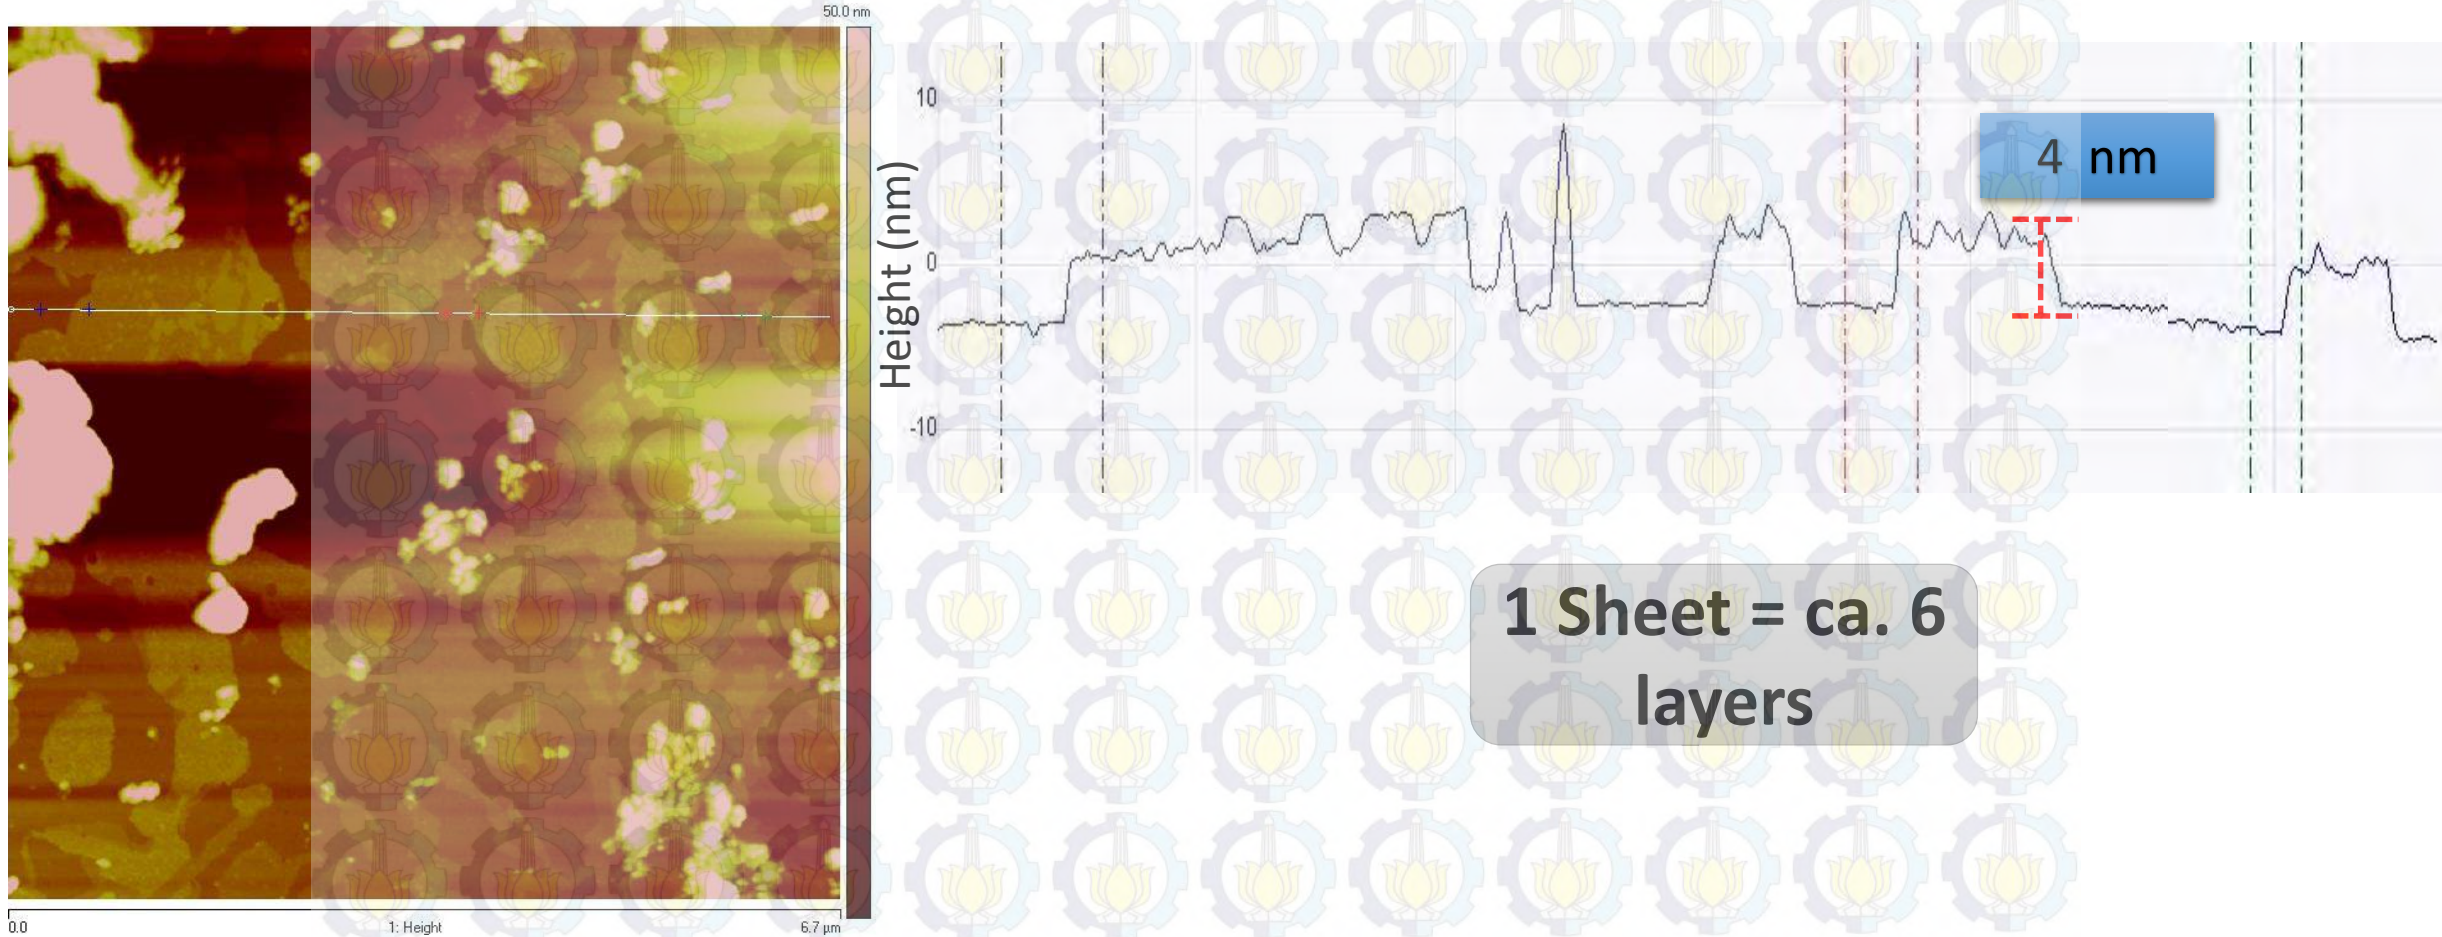 50.0 nm
0.0
1: Height
6.7 µm
Height (nm)
10
0
-10
4 nm
1 Sheet = ca. 6
layers